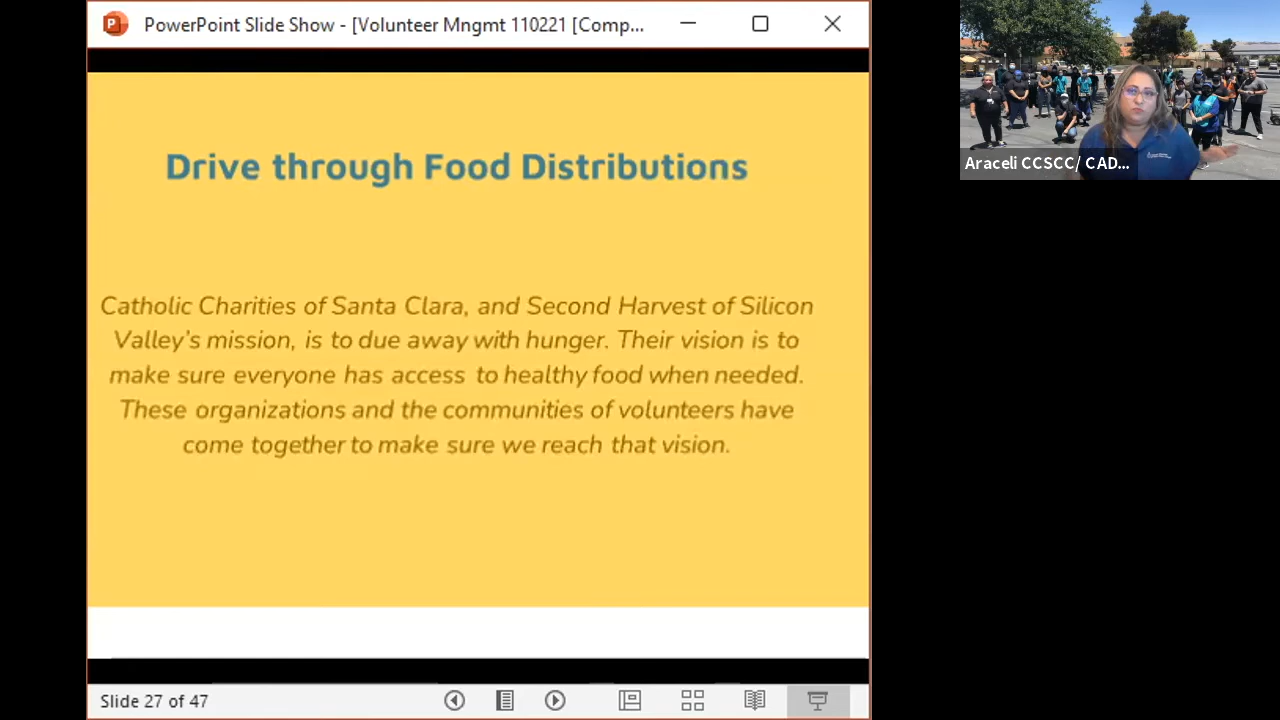 PowerPoint Slide Show - [Volunteer Mngmt 110221 [Comp...
Drive through Food Distributions
Catholic Charities of Santa Clara, and Second Harvest of Silicon
Valley's mission, is to due away with hunger. Their vision is to
make sure everyone has access to healthy food when needed.
These organizations and the communities of volunteers have
come together to make sure we reach that vision.
Slide 27 of 47
Araceli CCSCC/ CAD...